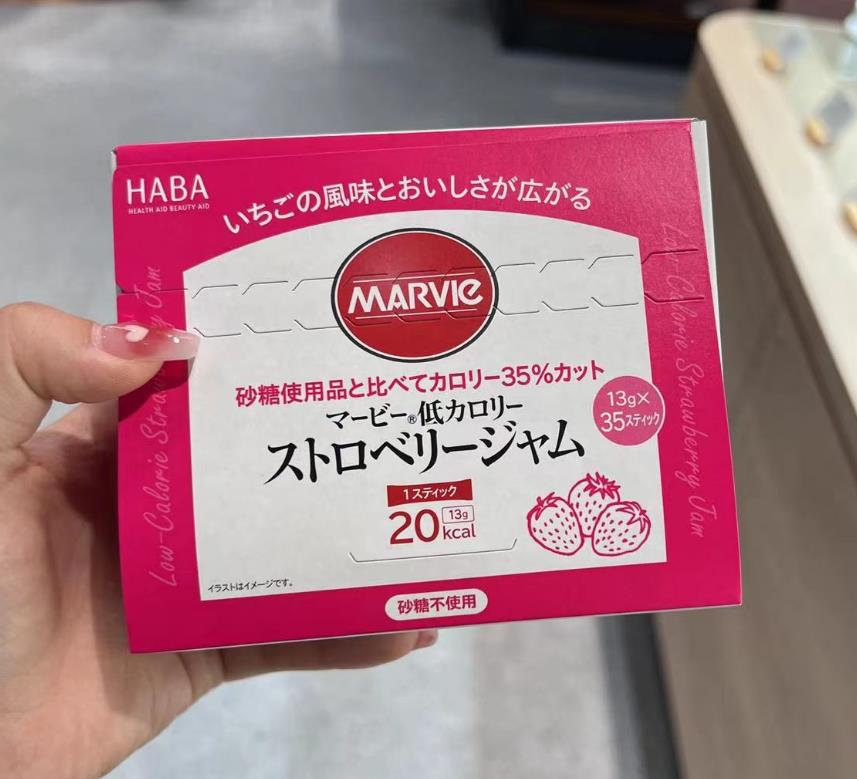 HABA
HEALTH AID BEAUTY AID
いちごの風味とおいしさが広がる
MARVIE
砂糖使用品と比べてカロリー35%カット
マービー®低カロリー
ストロベリージャム
13g×
35スティック
1スティック
20kcal
13g
イラストはイメージです。
砂糖不使用
Low-Calorie Strawberry Jam
Low-Calorie Strawberry Jam